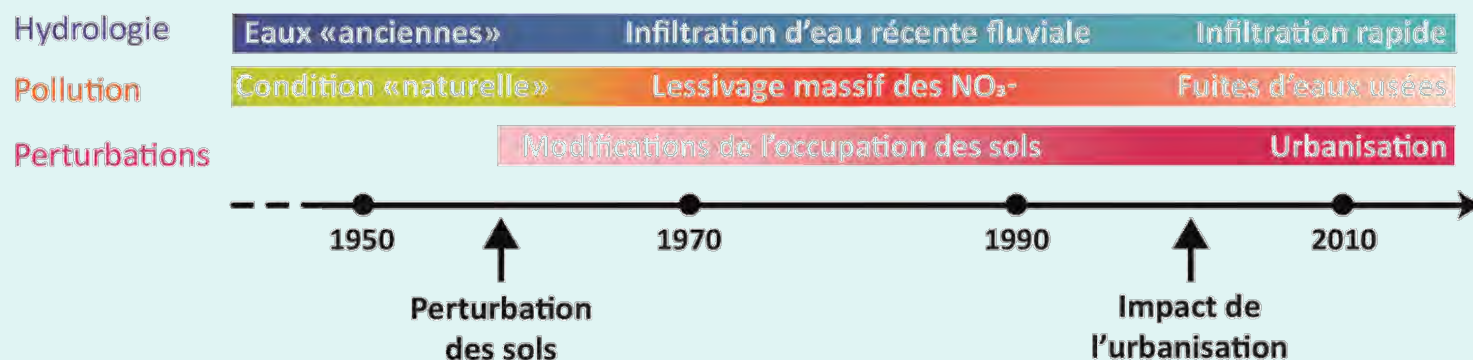 Hydrologie
Eaux «anciennes» Infiltration d'eau récente fluviale Infiltration rapide
Pollution
Condition «naturelle» Lessivage massif des NO₃- Fuites d'eaux usées
Perturbations
Modifications de l'occupation des sols Urbanisation
1950 1970 1990 2010
Perturbation
des sols
Impact de
l'urbanisation